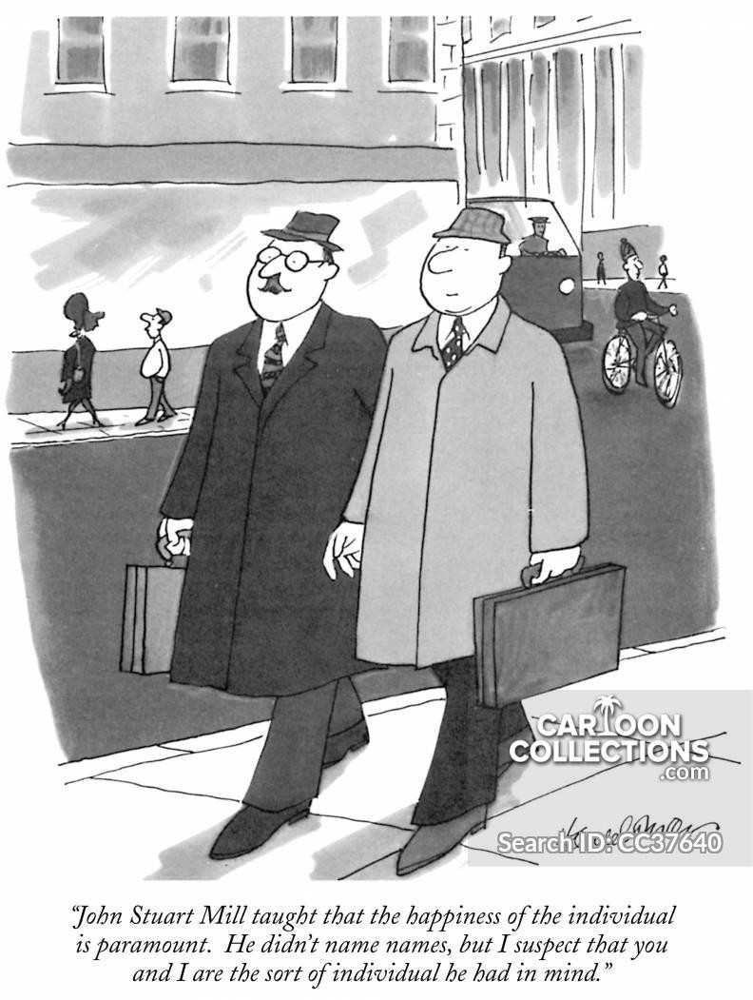 CARTOON
COLLECTIONS
.com
Search ID: CC37640
“John Stuart Mill taught that the happiness of the individual
is paramount. He didn’t name names, but I suspect that you
and I are the sort of individual he had in mind.”